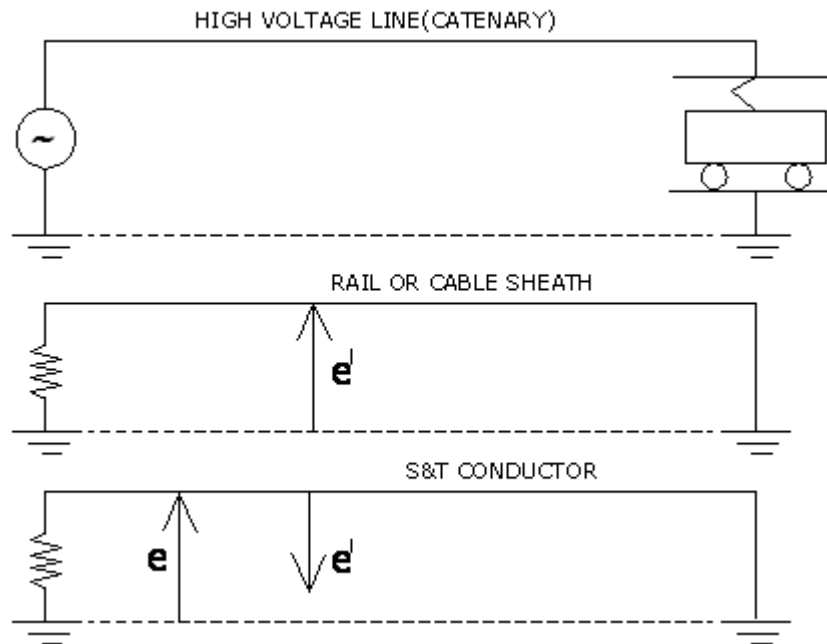 HIGH VOLTAGE LINE(CATENARY)
~
RAIL OR CABLE SHEATH
e'
S&T CONDUCTOR
e
e'